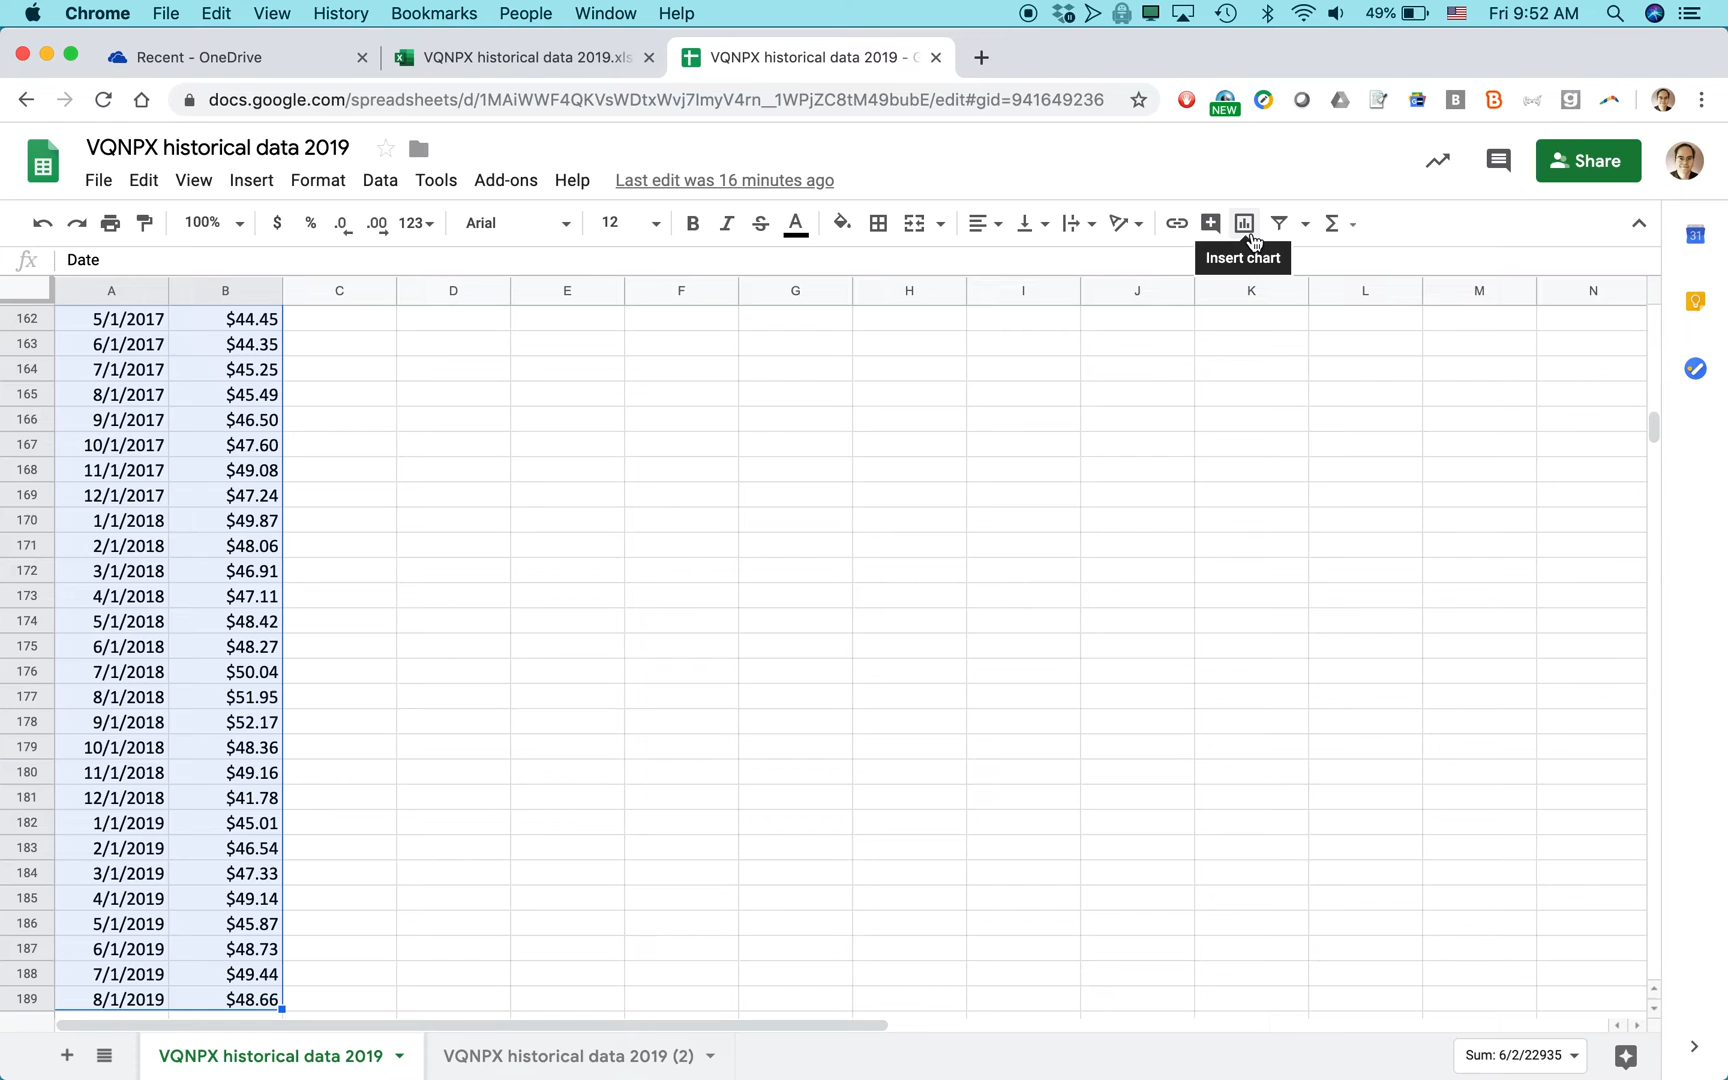 Chrome File Edit View History Bookmarks People Window Help 49% Fri 9:52 AM
Recent - OneDrive VQNPX historical data 2019.xls VQNPX historical data 2019 - G
docs.google.com/spreadsheets/d/1MAiWWF4QKVsWDtxWvj7lmyV4rn__1WPjZC8tM49bubE/edit#gid=941649236 NEW
VQNPX historical data 2019
File Edit View Insert Format Data Tools Add-ons Help Last edit was 16 minutes ago Share
100% $ % .0 .00 123 Arial 12 B I S A Σ
31
fx Date Insert chart
A B C D E F G H I J K L M N
162 5/1/2017 $44.45
163 6/1/2017 $44.35
164 7/1/2017 $45.25
165 8/1/2017 $45.49
166 9/1/2017 $46.50
167 10/1/2017 $47.60
168 11/1/2017 $49.08
169 12/1/2017 $47.24
170 1/1/2018 $49.87
171 2/1/2018 $48.06
172 3/1/2018 $46.91
173 4/1/2018 $47.11
174 5/1/2018 $48.42
175 6/1/2018 $48.27
176 7/1/2018 $50.04
177 8/1/2018 $51.95
178 9/1/2018 $52.17
179 10/1/2018 $48.36
180 11/1/2018 $49.16
181 12/1/2018 $41.78
182 1/1/2019 $45.01
183 2/1/2019 $46.54
184 3/1/2019 $47.33
185 4/1/2019 $49.14
186 5/1/2019 $45.87
187 6/1/2019 $48.73
188 7/1/2019 $49.44
189 8/1/2019 $48.66
VQNPX historical data 2019 VQNPX historical data 2019 (2) Sum: 6/2/22935